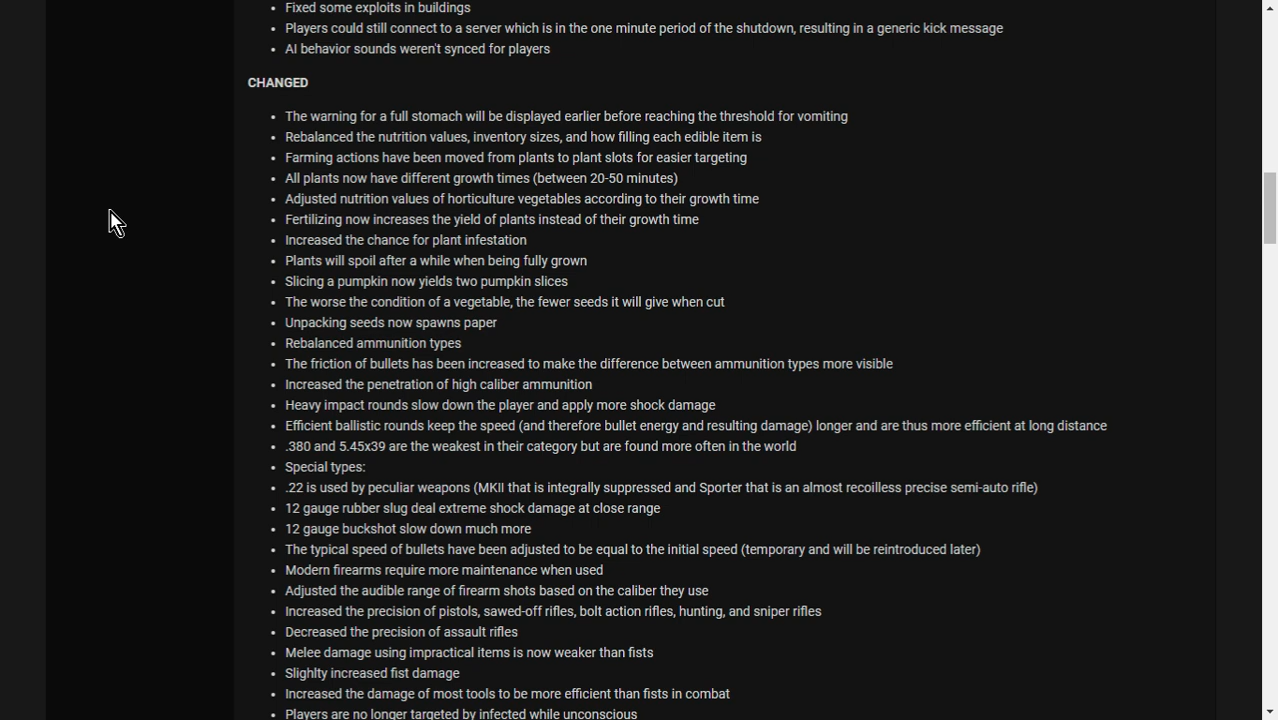 Fixed some exploits in buildings
Players could still connect to a server which is in the one minute period of the shutdown, resulting in a generic kick message
AI behavior sounds weren't synced for players
CHANGED
The warning for a full stomach will be displayed earlier before reaching the threshold for vomiting
Rebalanced the nutrition values, inventory sizes, and how filling each edible item is
Farming actions have been moved from plants to plant slots for easier targeting
All plants now have different growth times (between 20-50 minutes)
Adjusted nutrition values of horticulture vegetables according to their growth time
Fertilizing now increases the yield of plants instead of their growth time
Increased the chance for plant infestation
Plants will spoil after a while when being fully grown
Slicing a pumpkin now yields two pumpkin slices
The worse the condition of a vegetable, the fewer seeds it will give when cut
Unpacking seeds now spawns paper
Rebalanced ammunition types
The friction of bullets has been increased to make the difference between ammunition types more visible
Increased the penetration of high caliber ammunition
Heavy impact rounds slow down the player and apply more shock damage
Efficient ballistic rounds keep the speed (and therefore bullet energy and resulting damage) longer and are thus more efficient at long distance
.380 and 5.45x39 are the weakest in their category but are found more often in the world
Special types:
.22 is used by peculiar weapons (MKII that is integrally suppressed and Sporter that is an almost recoilless precise semi-auto rifle)
12 gauge rubber slug deal extreme shock damage at close range
12 gauge buckshot slow down much more
The typical speed of bullets have been adjusted to be equal to the initial speed (temporary and will be reintroduced later)
Modern firearms require more maintenance when used
Adjusted the audible range of firearm shots based on the caliber they use
Increased the precision of pistols, sawed-off rifles, bolt action rifles, hunting, and sniper rifles
Decreased the precision of assault rifles
Melee damage using impractical items is now weaker than fists
Slighlty increased fist damage
Increased the damage of most tools to be more efficient than fists in combat
Players are no longer targeted by infected while unconscious